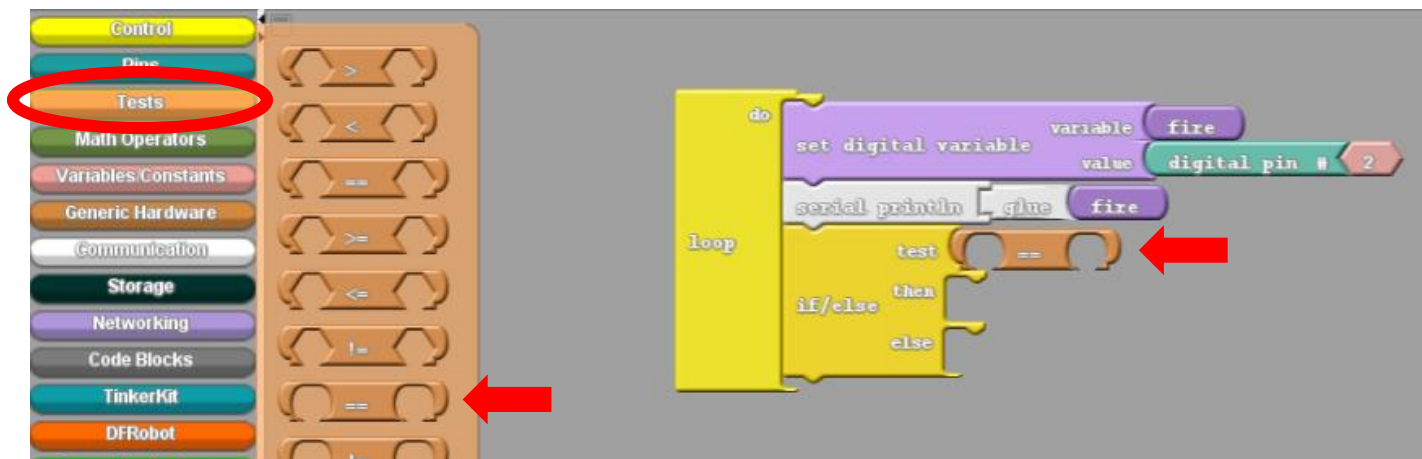 Control
Pins
Tests
Math Operators
Variables/Constants
Generic Hardware
Communication
Storage
Networking
Code Blocks
TinkerKit
DFRobot
>
<
==
>=
<=
!=
==
loop
do
set digital variable
variable
fire
value
digital pin #
2
serial println
glue
fire
if/else
test
==
then
else